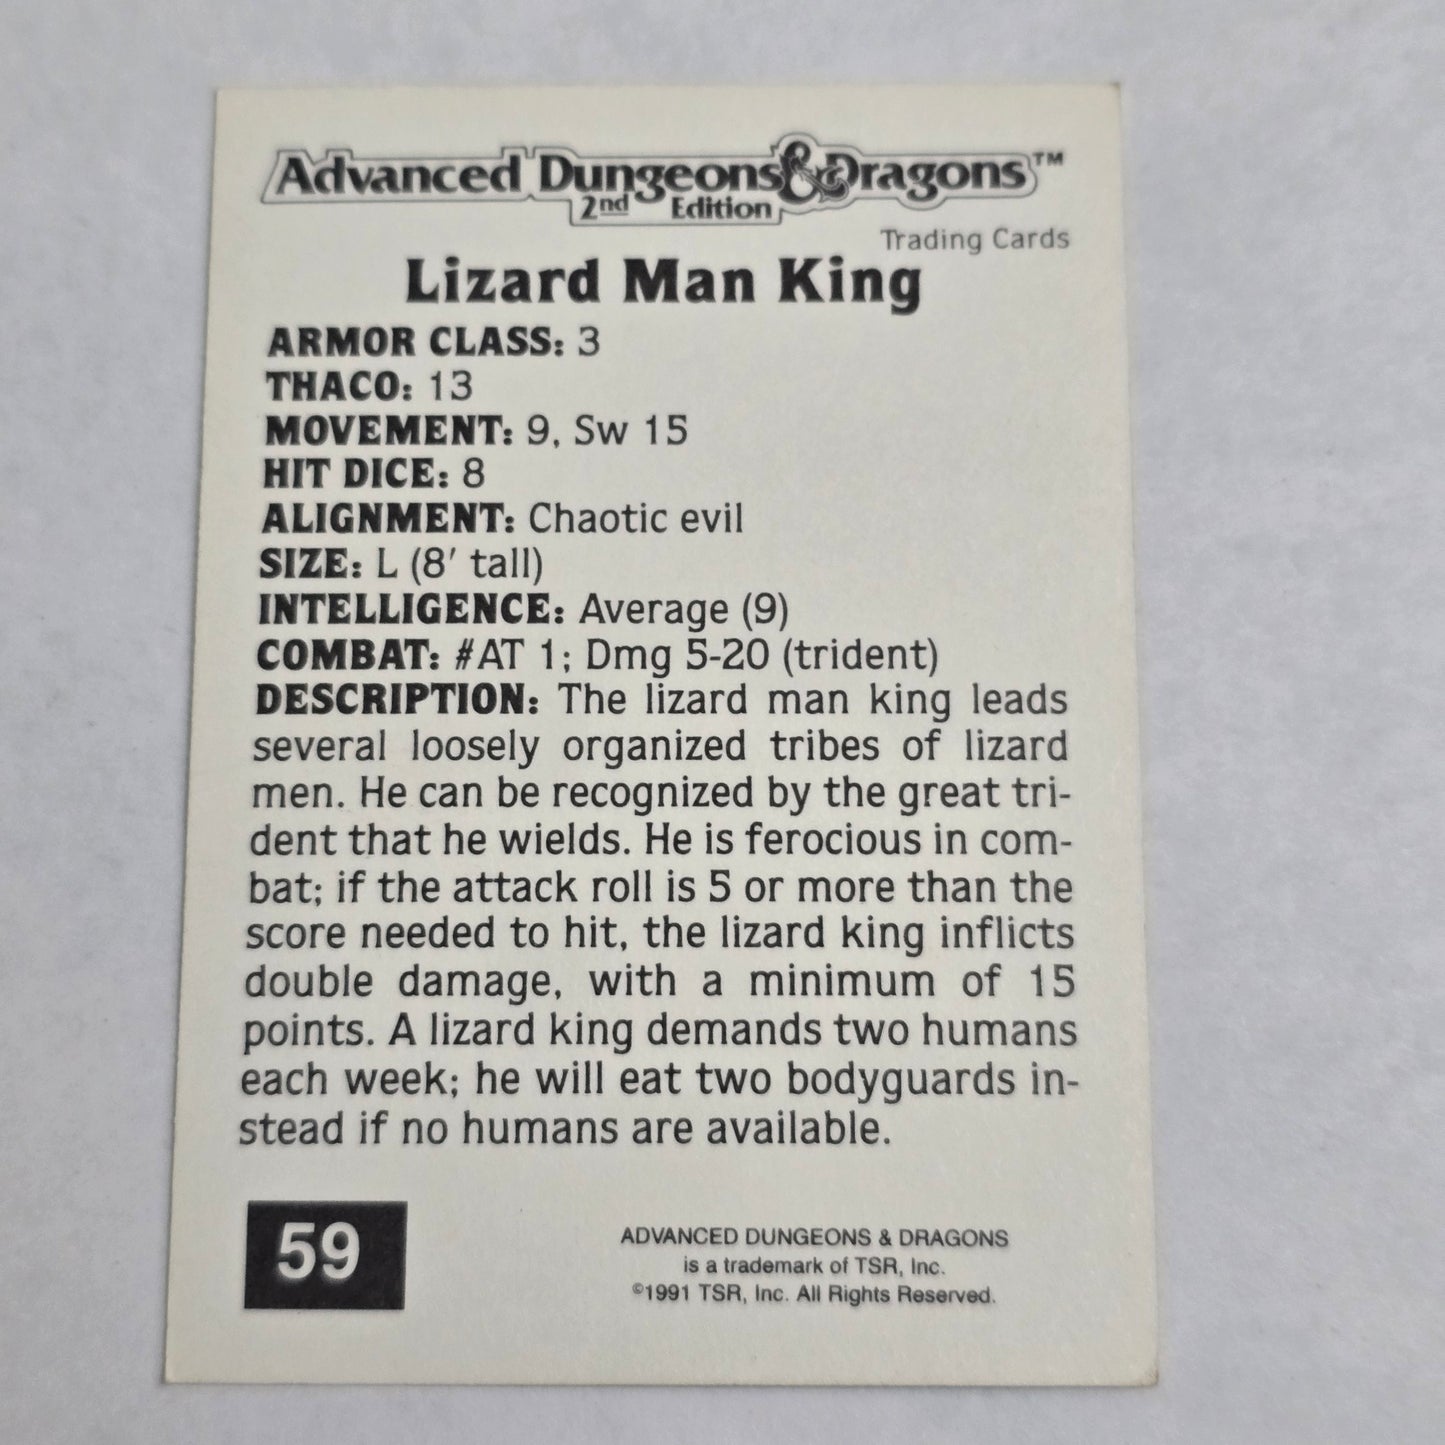 Advanced Dungeons & Dragons™
2nd Edition
Trading Cards
Lizard Man King
ARMOR CLASS: 3
THACO: 13
MOVEMENT: 9, Sw 15
HIT DICE: 8
ALIGNMENT: Chaotic evil
SIZE: L (8' tall)
INTELLIGENCE: Average (9)
COMBAT: #AT 1; Dmg 5-20 (trident)
DESCRIPTION: The lizard man king leads
several loosely organized tribes of lizard
men. He can be recognized by the great tri-
dent that he wields. He is ferocious in com-
bat; if the attack roll is 5 or more than the
score needed to hit, the lizard king inflicts
double damage, with a minimum of 15
points. A lizard king demands two humans
each week; he will eat two bodyguards in-
stead if no humans are available.
59
ADVANCED DUNGEONS & DRAGONS
is a trademark of TSR, Inc.
©1991 TSR, Inc. All Rights Reserved.